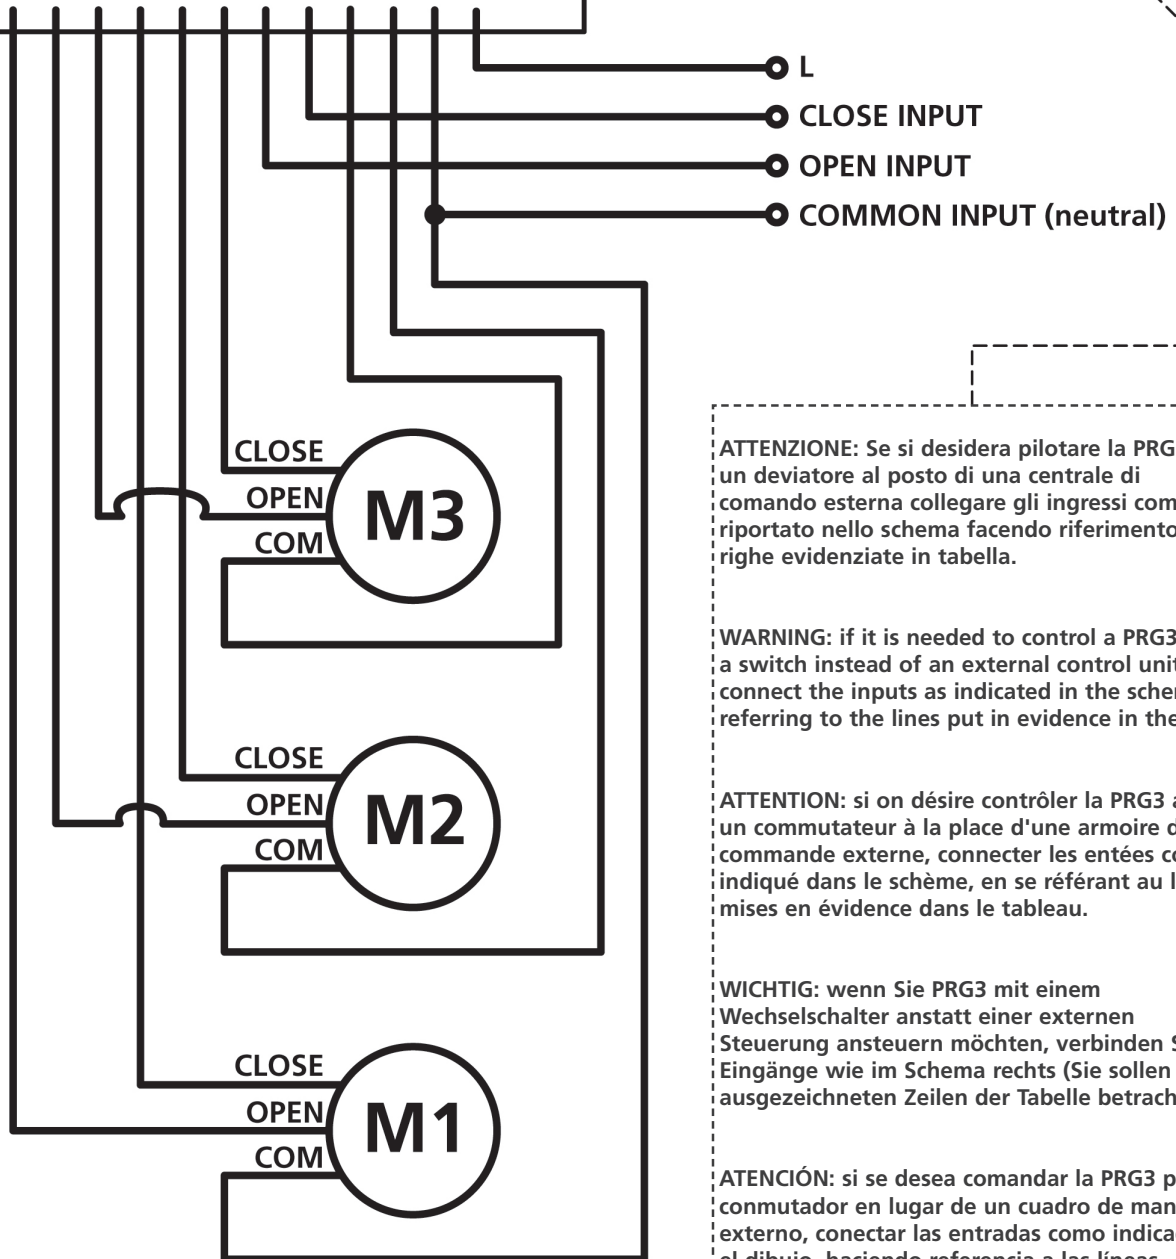 L
CLOSE INPUT
OPEN INPUT
COMMON INPUT (neutral)
CLOSE
OPEN
COM
M3
CLOSE
OPEN
COM
M2
CLOSE
OPEN
COM
M1
ATTENZIONE: Se si desidera pilotare la PRG
un deviatore al posto di una centrale di
comando esterna collegare gli ingressi com
riportato nello schema facendo riferimento
righe evidenziate in tabella.
WARNING: if it is needed to control a PRG3
a switch instead of an external control unit
connect the inputs as indicated in the sche
referring to the lines put in evidence in the
ATTENTION: si on désire contrôler la PRG3 a
un commutateur à la place d'une armoire d
commande externe, connecter les entées co
indiqué dans le schème, en se référant au l
mises en évidence dans le tableau.
WICHTIG: wenn Sie PRG3 mit einem
Wechselschalter anstatt einer externen
Steuerung ansteuern möchten, verbinden S
Eingänge wie im Schema rechts (Sie sollen
ausgezeichneten Zeilen der Tabelle betrach
ATENCIÓN: si se desea comandar la PRG3 p
conmutador en lugar de un cuadro de man
externo, conectar las entradas como indica
el dibujo, haciendo referencia a las líneas